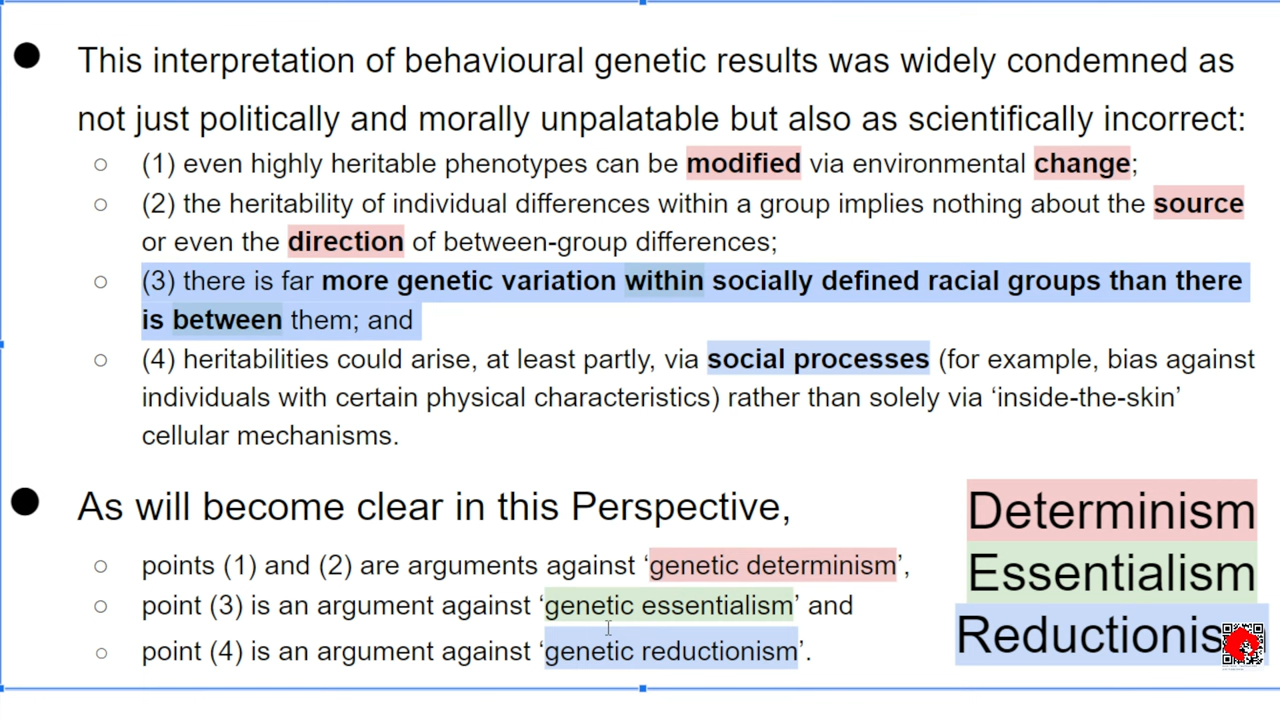 ● This interpretation of behavioural genetic results was widely condemned as
not just politically and morally unpalatable but also as scientifically incorrect:
○ (1) even highly heritable phenotypes can be modified via environmental change;
○ (2) the heritability of individual differences within a group implies nothing about the source
or even the direction of between-group differences;
○ (3) there is far more genetic variation within socially defined racial groups than there
is between them; and
○ (4) heritabilities could arise, at least partly, via social processes (for example, bias against
individuals with certain physical characteristics) rather than solely via ‘inside-the-skin’
cellular mechanisms.
● As will become clear in this Perspective,
○ points (1) and (2) are arguments against ‘genetic determinism’,
○ point (3) is an argument against ‘genetic essentialism’ and
○ point (4) is an argument against ‘genetic reductionism’.
Determinism
Essentialism
Reductionis